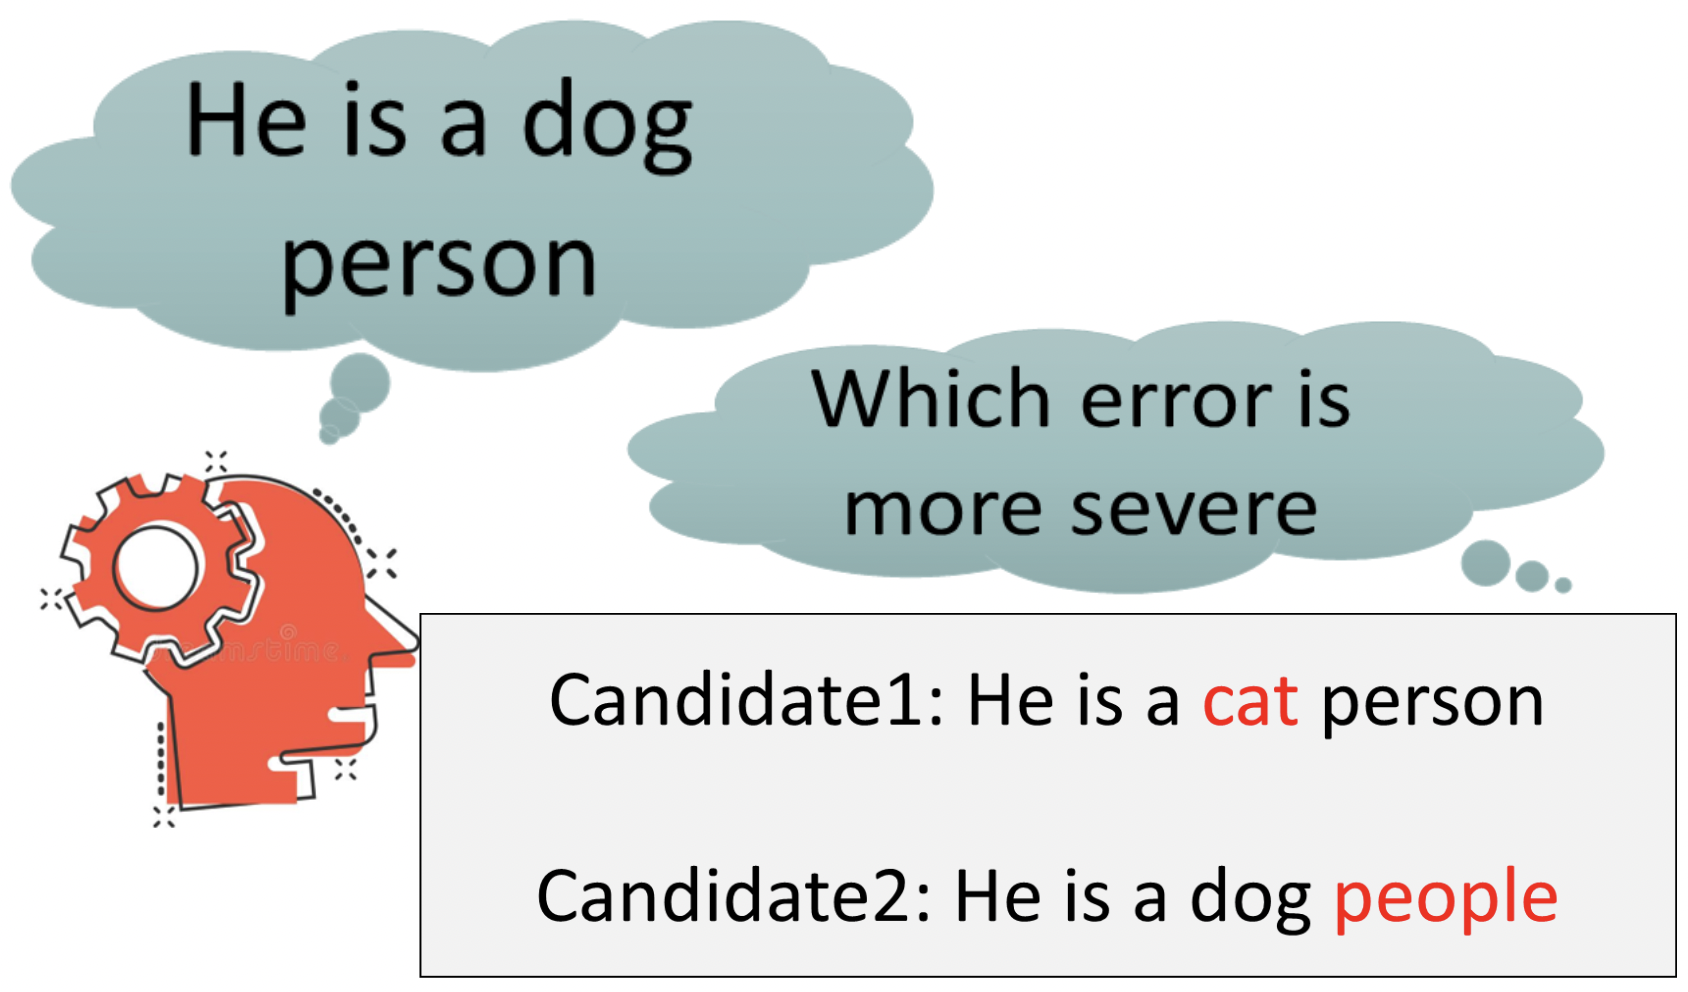 He is a dog
person
Which error is
more severe
Candidate1: He is a cat person
Candidate2: He is a dog people